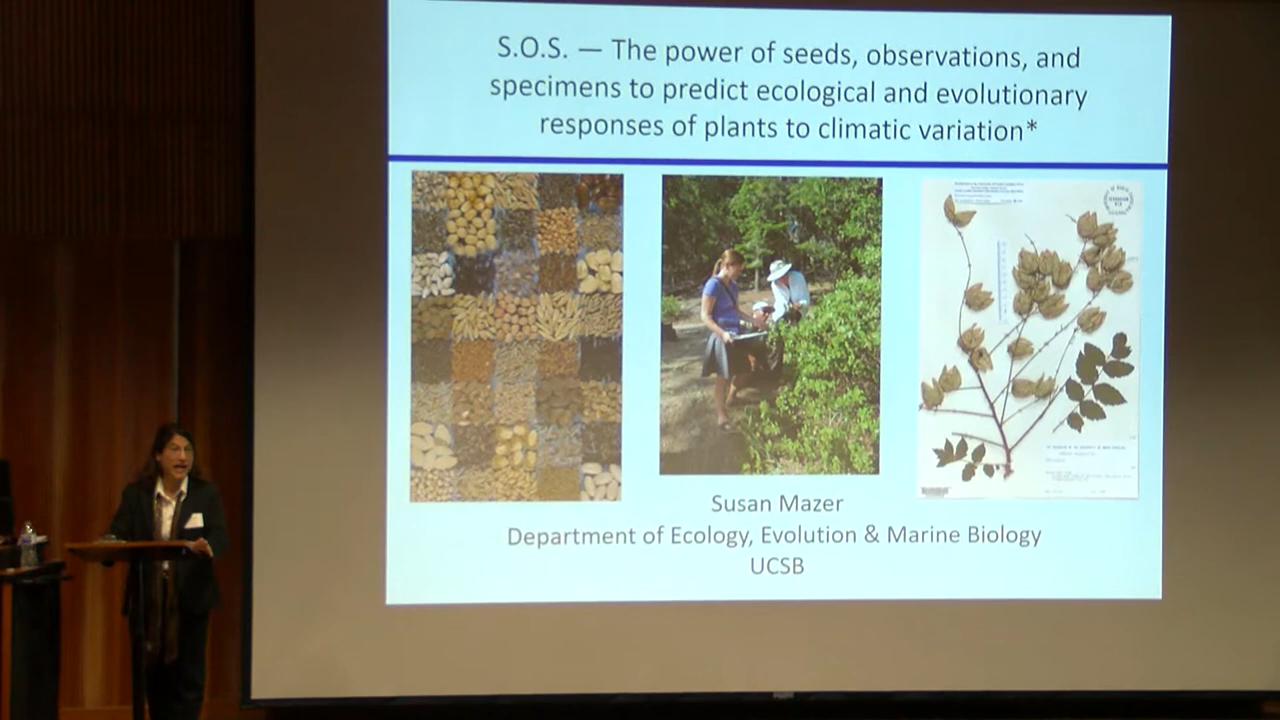 S.O.S. — The power of seeds, observations, and
specimens to predict ecological and evolutionary
responses of plants to climatic variation*
Susan Mazer
Department of Ecology, Evolution & Marine Biology
UCSB